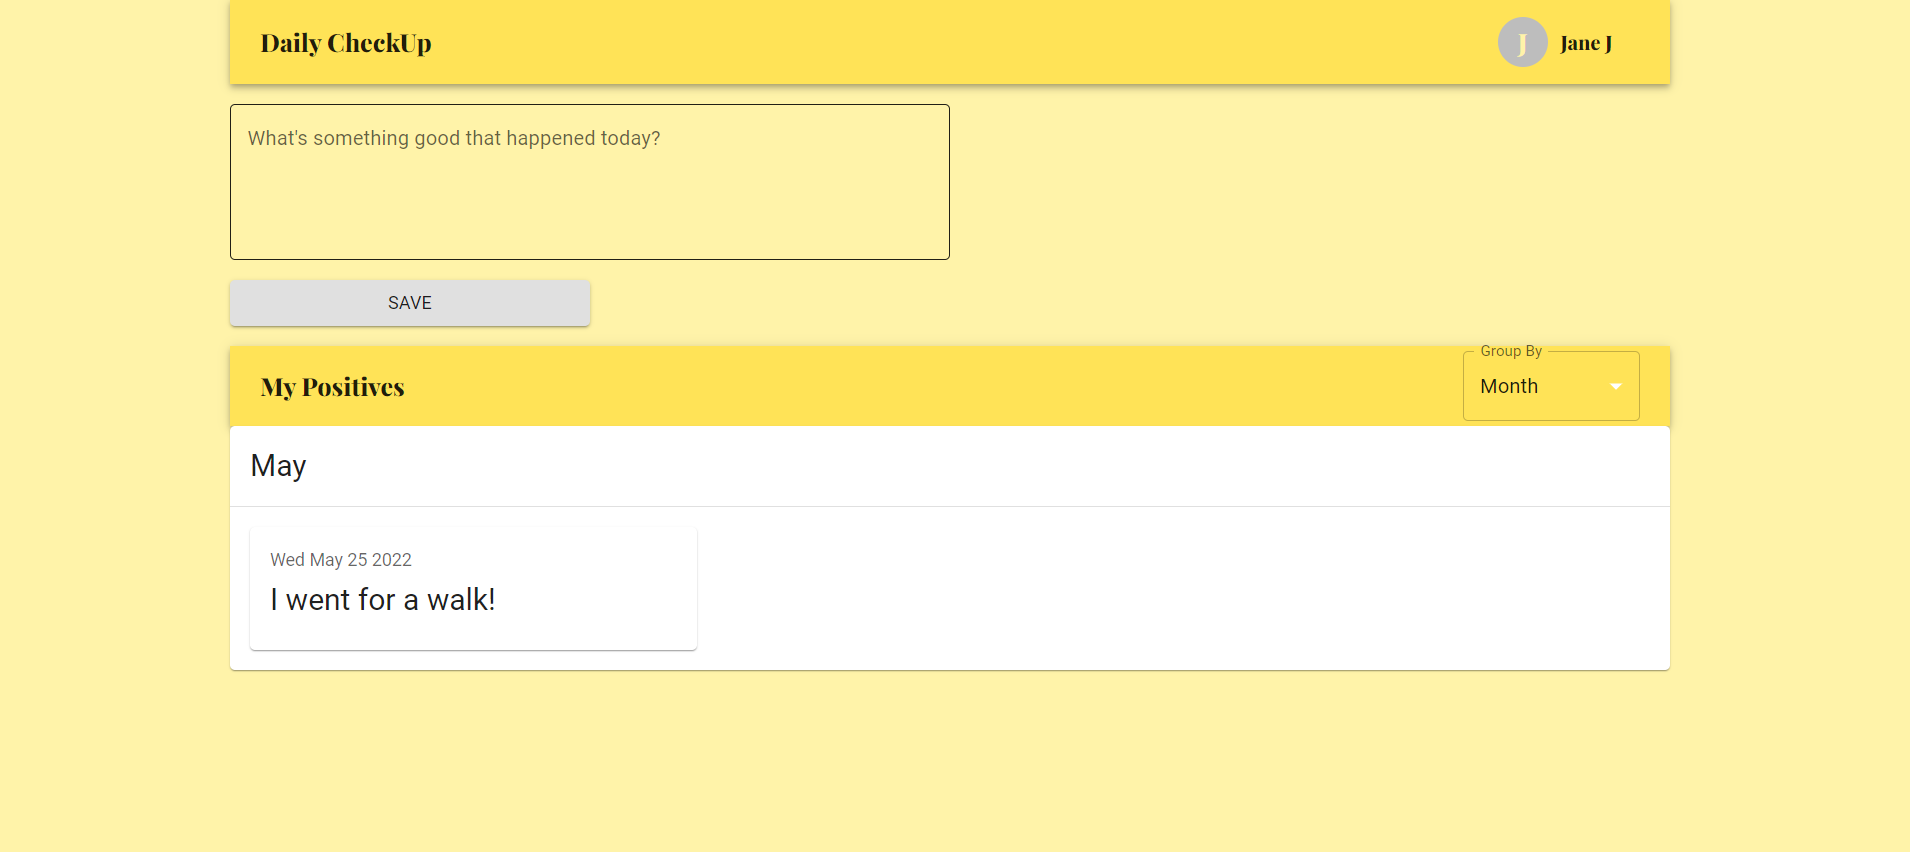 Daily CheckUp
J Jane J
What's something good that happened today?
SAVE
Group By
My Positives
Month
May
Wed May 25 2022
I went for a walk!